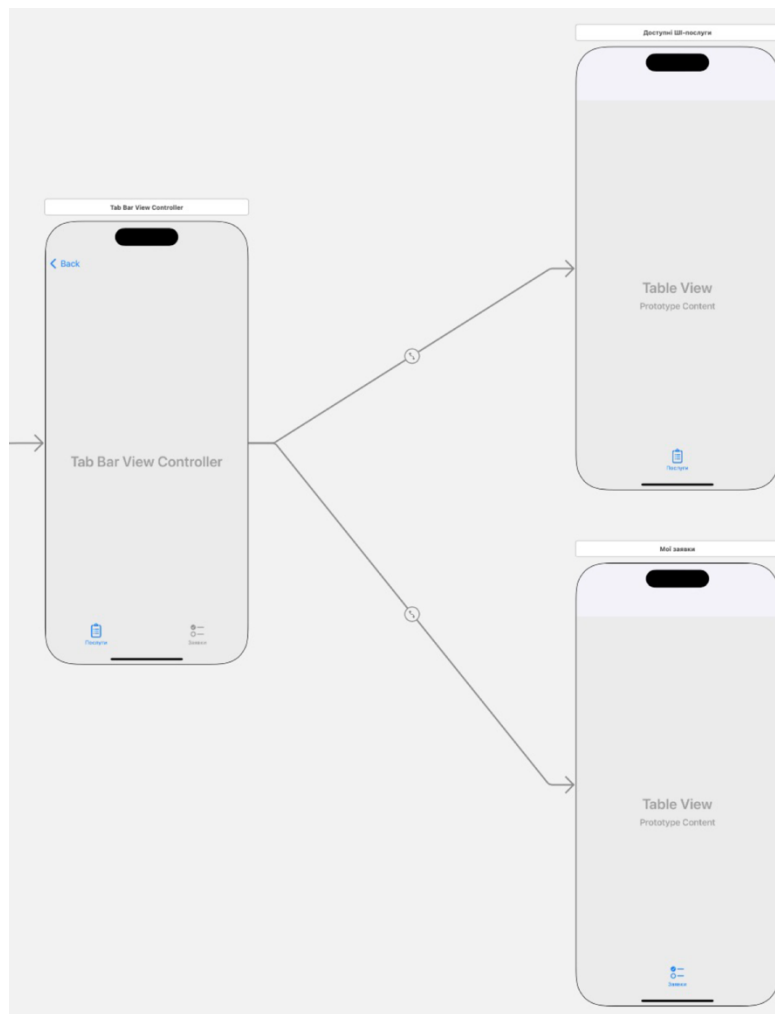 Доступні ШІ-послуги
Table View
Prototype Content
Послуги
Tab Bar View Controller
Back
Tab Bar View Controller
Послуги
Заявки
Мої заявки
Table View
Prototype Content
Заявки